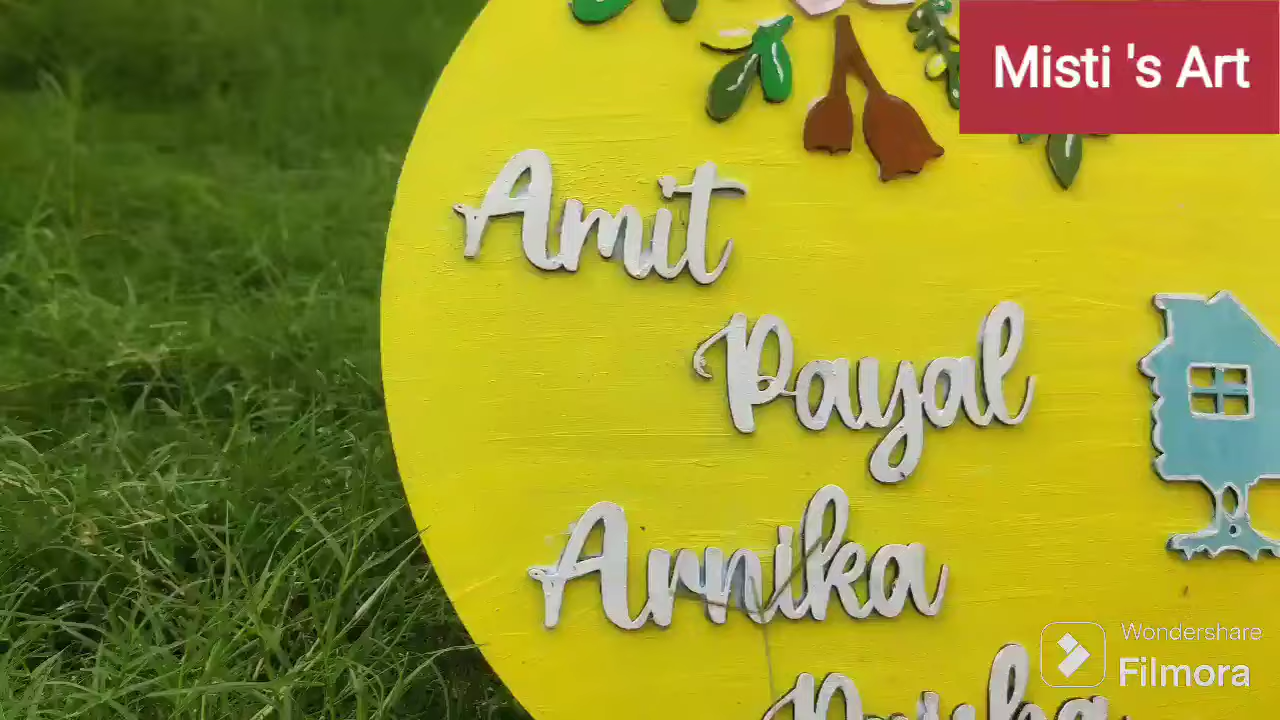 Misti 's Art
Amit
Payal
Arnika
Wondershare
Filmora